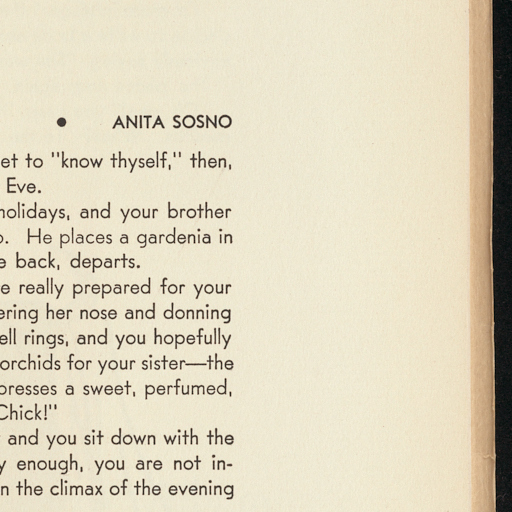 • ANITA SOSNO
et to "know thyself," then,
Eve.
holidays, and your brother
He places a gardenia in
back, departs.
really prepared for your
ering her nose and donning
ell rings, and you hopefully
orchids for your sister—the
presses a sweet, perfumed,
Chick!"
and you sit down with the
enough, you are not in-
n the climax of the evening